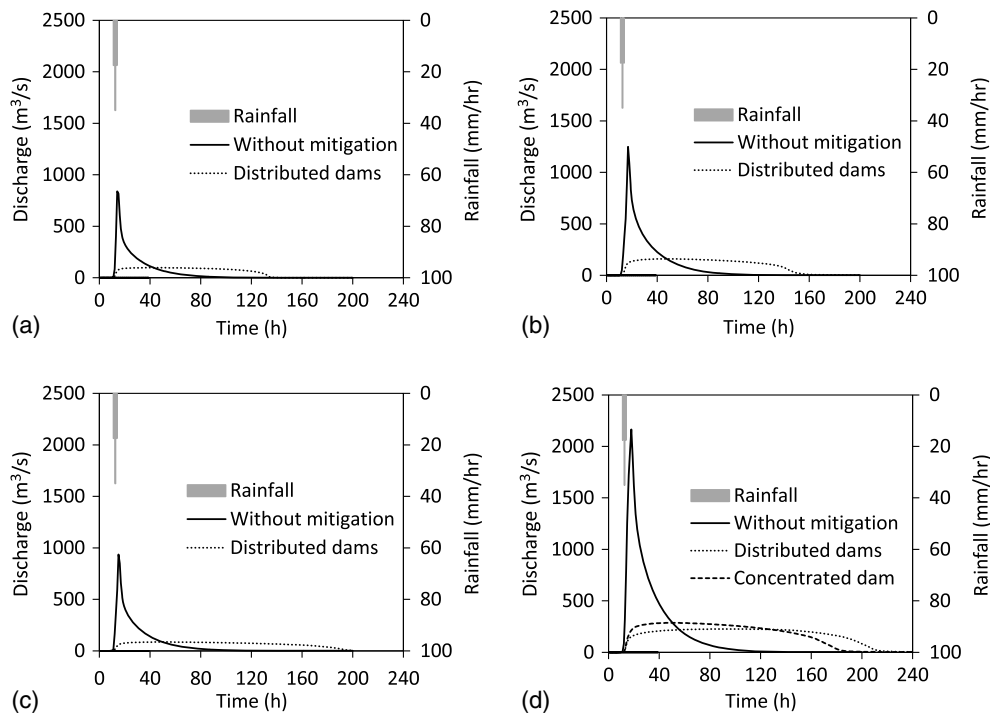 2500
2000
1500
1000
500
0
Discharge (m³/s)
0
20
40
60
80
100
Rainfall (mm/hr)
Rainfall
Without mitigation
Distributed dams
0 40 80 120 160 200 240
Time (h)
(a)
2500
2000
1500
1000
500
0
Discharge (m³/s)
0
20
40
60
80
100
Rainfall (mm/hr)
Rainfall
Without mitigation
Distributed dams
0 40 80 120 160 200 240
Time (h)
(b)
2500
2000
1500
1000
500
0
Discharge (m³/s)
0
20
40
60
80
100
Rainfall (mm/hr)
Rainfall
Without mitigation
Distributed dams
0 40 80 120 160 200 240
Time (h)
(c)
2500
2000
1500
1000
500
0
Discharge (m³/s)
0
20
40
60
80
100
Rainfall (mm/hr)
Rainfall
Without mitigation
Distributed dams
Concentrated dam
0 40 80 120 160 200 240
Time (h)
(d)